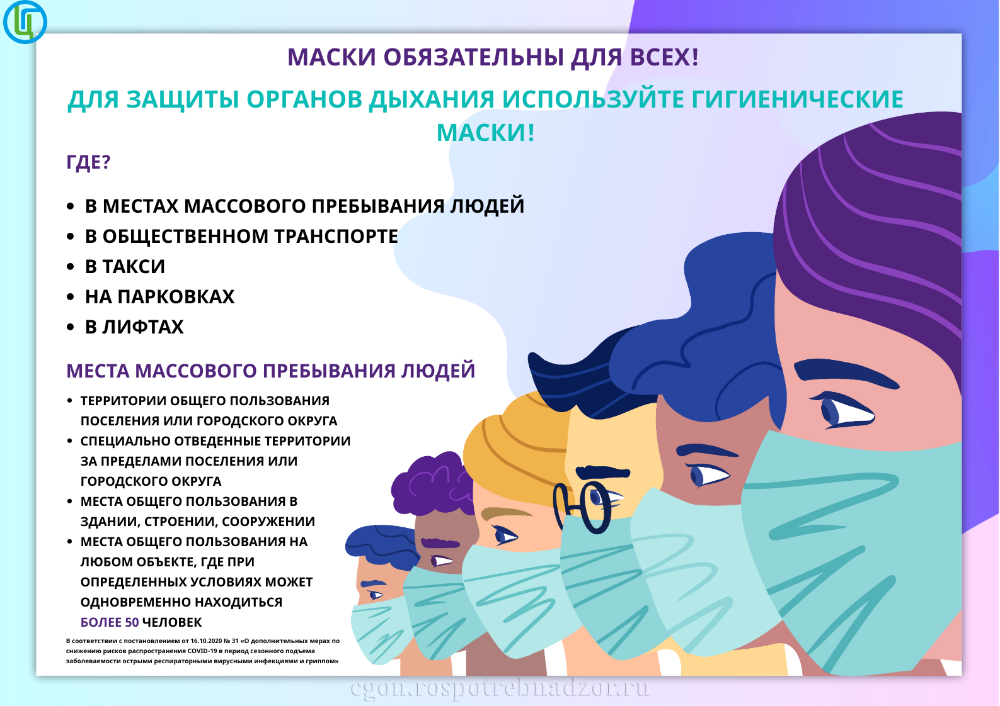 МАСКИ ОБЯЗАТЕЛЬНЫ ДЛЯ ВСЕХ!
ДЛЯ ЗАЩИТЫ ОРГАНОВ ДЫХАНИЯ ИСПОЛЬЗУЙТЕ ГИГИЕНИЧЕСКИЕ
МАСКИ!
ГДЕ?
• В МЕСТАХ МАССОВОГО ПРЕБЫВАНИЯ ЛЮДЕЙ
• В ОБЩЕСТВЕННОМ ТРАНСПОРТЕ
• В ТАКСИ
• НА ПАРКОВКАХ
• В ЛИФТАХ
МЕСТА МАССОВОГО ПРЕБЫВАНИЯ ЛЮДЕЙ
• ТЕРРИТОРИИ ОБЩЕГО ПОЛЬЗОВАНИЯ
ПОСЕЛЕНИЯ ИЛИ ГОРОДСКОГО ОКРУГА
• СПЕЦИАЛЬНО ОТВЕДЕННЫЕ ТЕРРИТОРИИ
ЗА ПРЕДЕЛАМИ ПОСЕЛЕНИЯ ИЛИ
ГОРОДСКОГО ОКРУГА
• МЕСТА ОБЩЕГО ПОЛЬЗОВАНИЯ В
ЗДАНИИ, СТРОЕНИИ, СООРУЖЕНИИ
• МЕСТА ОБЩЕГО ПОЛЬЗОВАНИЯ НА
ЛЮБОМ ОБЪЕКТЕ, ГДЕ ПРИ
ОПРЕДЕЛЕННЫХ УСЛОВИЯХ МОЖЕТ
ОДНОВРЕМЕННО НАХОДИТЬСЯ
БОЛЕЕ 50 ЧЕЛОВЕК
В соответствии с постановлением от 16.10.2020 № 31 «О дополнительных мерах по
снижению рисков распространения COVID-19 в период сезонного подъема
заболеваемости острыми респираторными вирусными инфекциями и гриппом»
cgon.rospotrebnadzor.ru